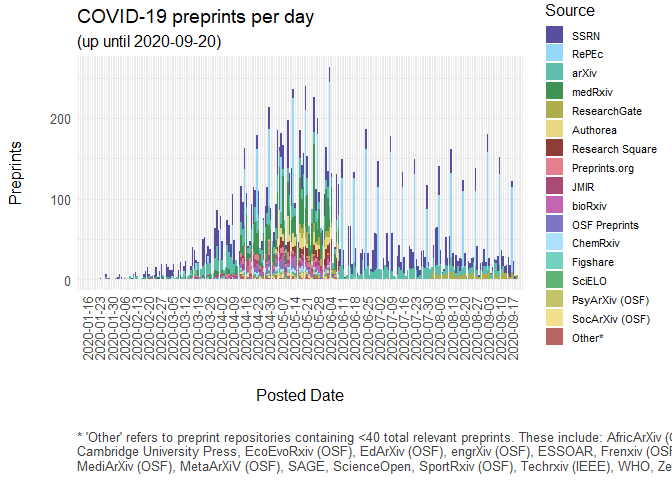 COVID-19 preprints per day
(up until 2020-09-20)
Preprints
200
100
0
2020-01-16
2020-01-23
2020-01-30
2020-02-06
2020-02-13
2020-02-20
2020-02-27
2020-03-05
2020-03-12
2020-03-19
2020-03-26
2020-04-02
2020-04-09
2020-04-16
2020-04-23
2020-04-30
2020-05-07
2020-05-14
2020-05-21
2020-05-28
2020-06-04
2020-06-11
2020-06-18
2020-06-25
2020-07-02
2020-07-09
2020-07-16
2020-07-23
2020-07-30
2020-08-06
2020-08-13
2020-08-20
2020-08-27
2020-09-03
2020-09-10
2020-09-17
Posted Date
Source
SSRN
RePEc
arXiv
medRxiv
ResearchGate
Authorea
Research Square
Preprints.org
JMIR
bioRxiv
OSF Preprints
ChemRxiv
Figshare
SciELO
PsyArXiv (OSF)
SocArXiv (OSF)
Other*
* 'Other' refers to preprint repositories containing <40 total relevant preprints. These include: AfricArXiv (
Cambridge University Press, EcoEvoRxiv (OSF), EdArXiv (OSF), engrXiv (OSF), ESSOAR, Frenxiv (OSF
MediArXiv (OSF), MetaArXiV (OSF), SAGE, ScienceOpen, SportRxiv (OSF), Techrxiv (IEEE), WHO, Ze